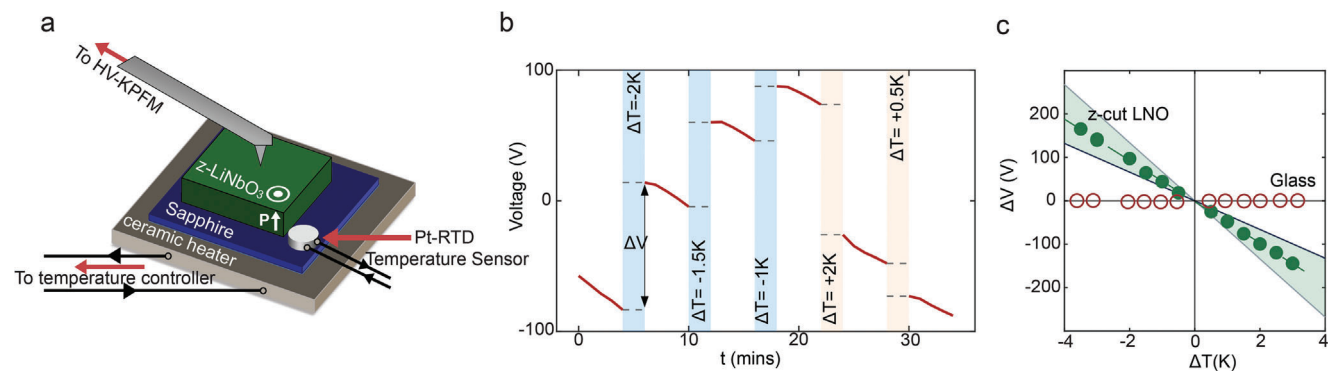 a
To HV-KPFM
z-LiNbO₃
P
Sapphire
ceramic heater
Pt-RTD
Temperature Sensor
To temperature controller
b
100
0
-100
Voltage (V)
ΔT=-2K
ΔV
ΔT= -1.5K
ΔT= -1K
ΔT= +2K
ΔT= +0.5K
0
10
20
30
t (mins)
c
200
100
0
-100
-200
ΔV (V)
z-cut LNO
Glass
-4
-2
0
2
4
ΔT(K)